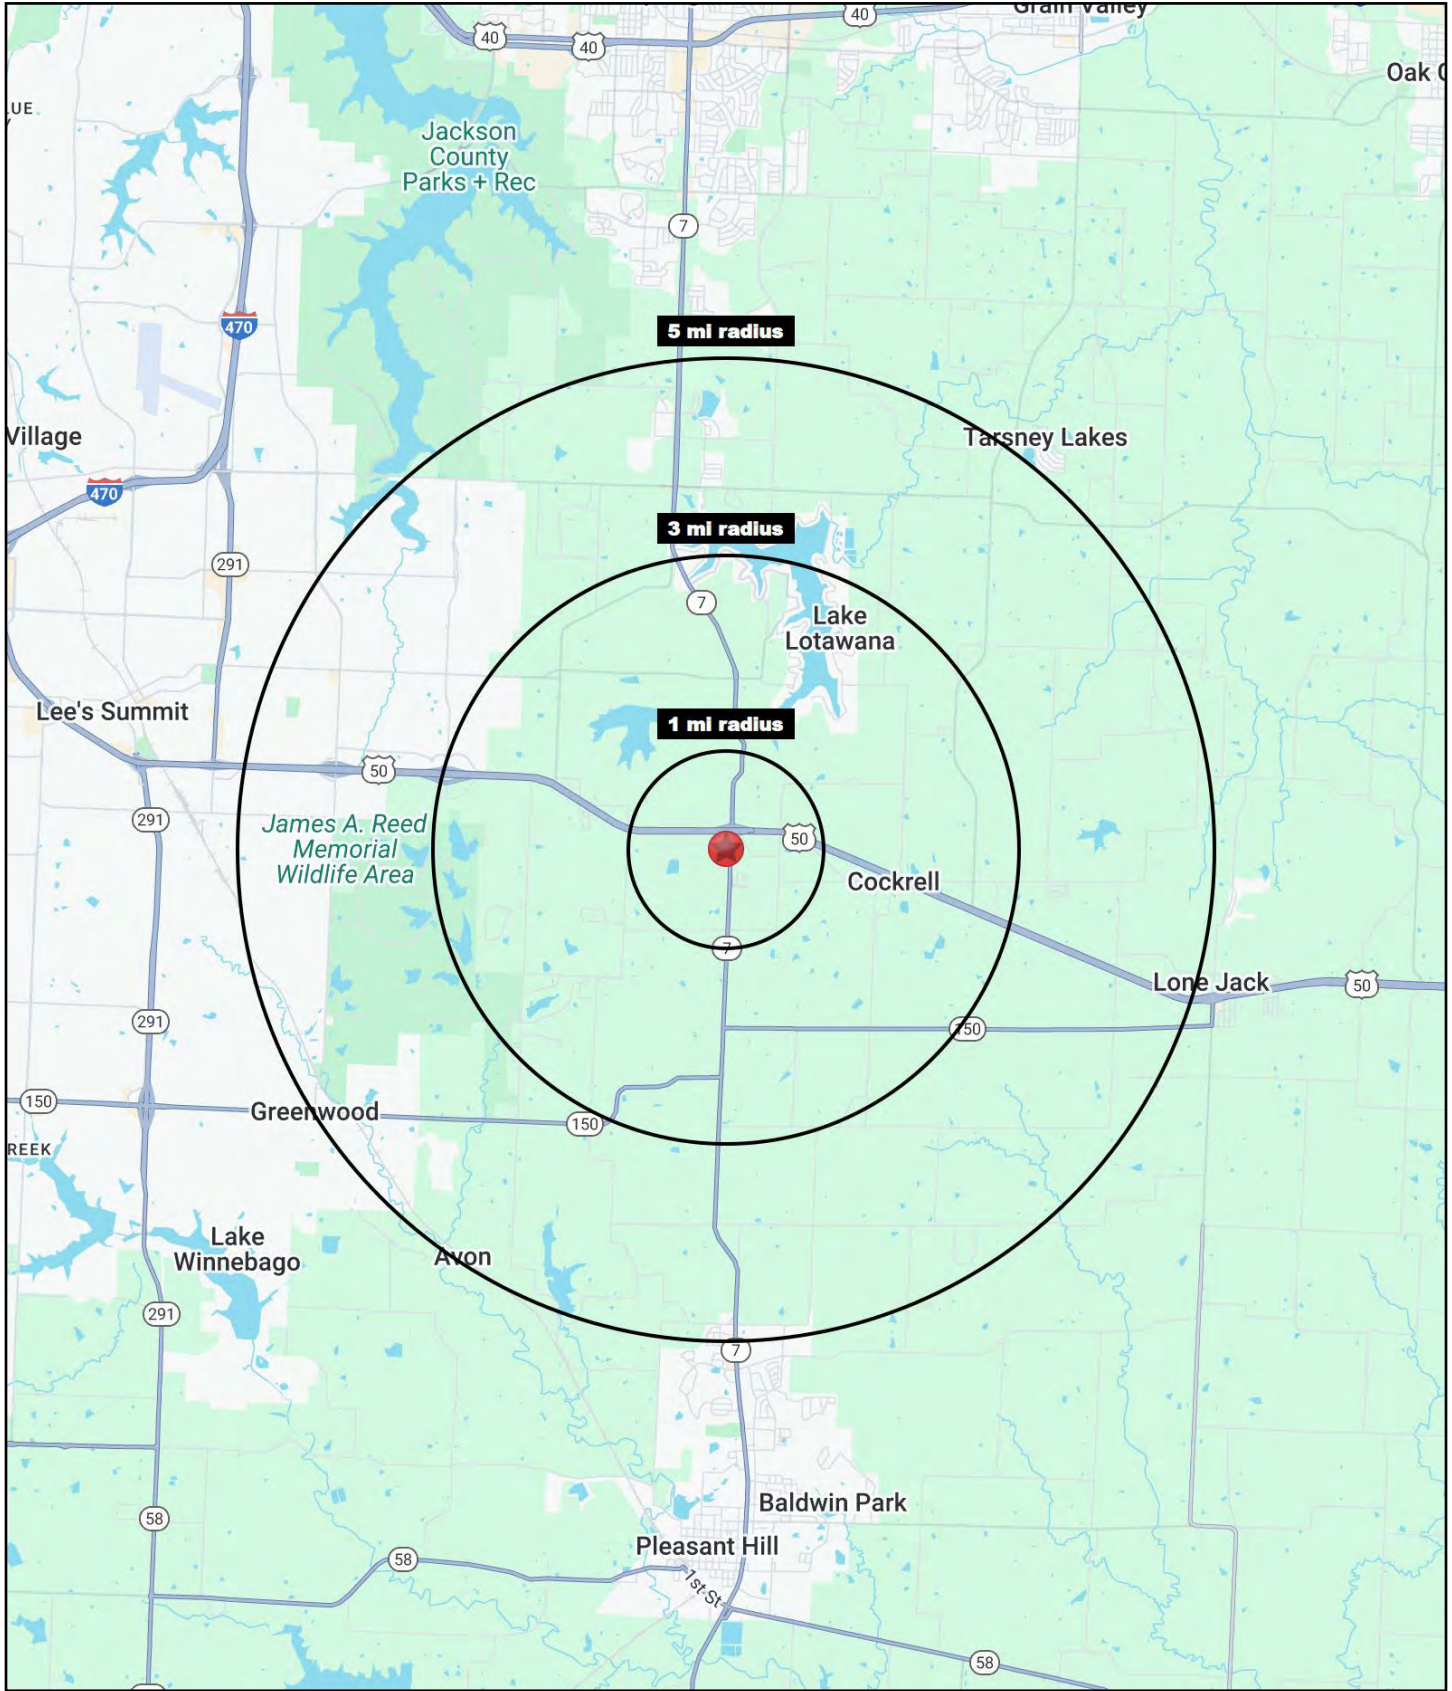 Grain Valley
40
40
40
Oak
UE
Jackson
County
Parks + Rec
7
470
5 mi radius
Village
Tarsney Lakes
470
3 mi radius
291
7
Lake
Lotawana
Lee's Summit
1 mi radius
50
291
50
James A. Reed
Memorial
Wildlife Area
Cockrell
7
Lone Jack
50
291
150
150
Greenwood
150
REEK
Lake
Winnebago
Avon
291
7
Baldwin Park
58
Pleasant Hill
58
1st St
58